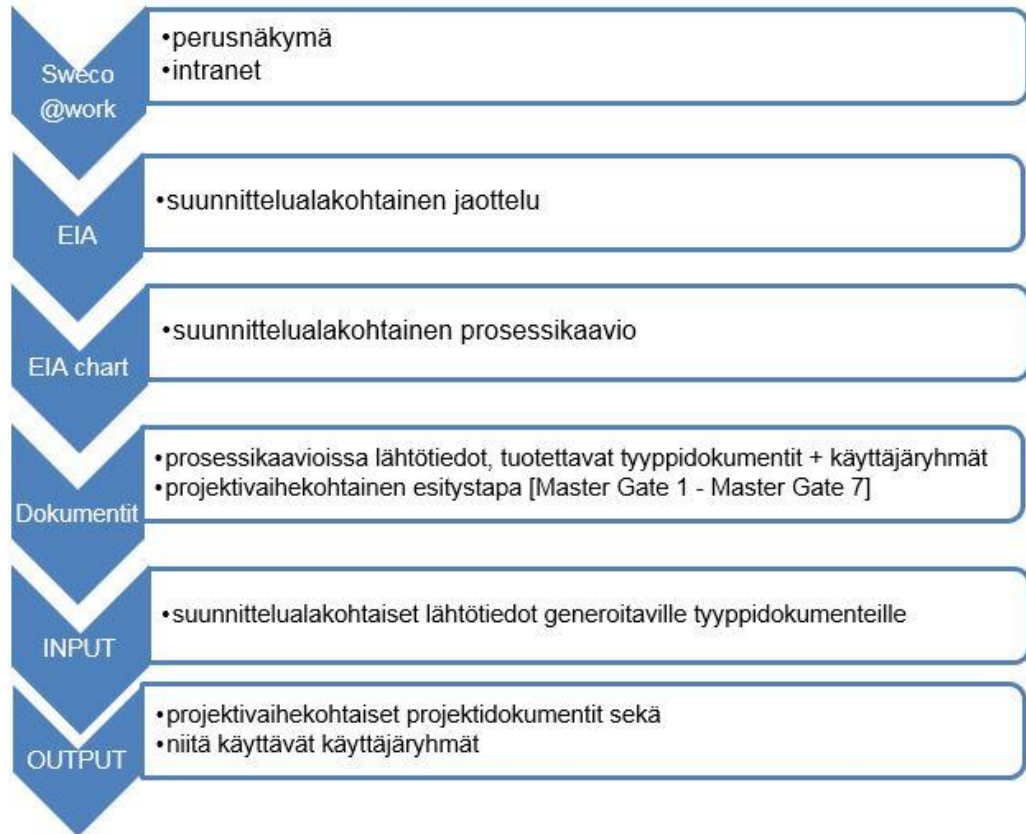 Sweco
@work
•perusnäkymä
•intranet
EIA
•suunnittelualakohtainen jaottelu
EIA chart
•suunnittelualakohtainen prosessikaavio
Dokumentit
•prosessikaavioissa lähtötiedot, tuotettavat tyyppidokumentit + käyttäjäryhmät
•projektivaihekohtainen esitystapa [Master Gate 1 - Master Gate 7]
INPUT
•suunnittelualakohtaiset lähtötiedot generoitaville tyyppidokumenteille
OUTPUT
•projektivaihekohtaiset projektidokumentit sekä
•niitä käyttävät käyttäjäryhmät